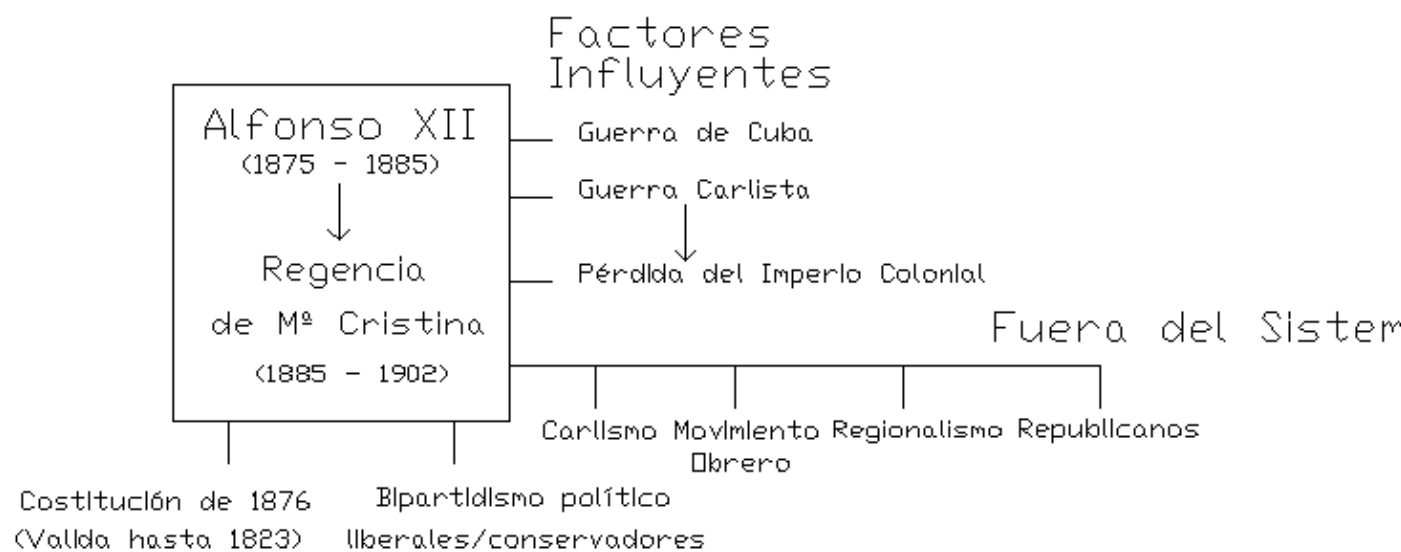 Factores
Influyentes
Alfonso XII
(1875 - 1885)
Guerra de Cuba
Guerra Carlista
Regencia
Pérdida del Imperio Colonial
de Mª Cristina
Fuera del Sistem
(1885 - 1902)
Carlismo Movimiento Regionalismo Republicanos
Obrero
Costitución de 1876
Bipartidismo político
(Valida hasta 1823)
liberales/conservadores